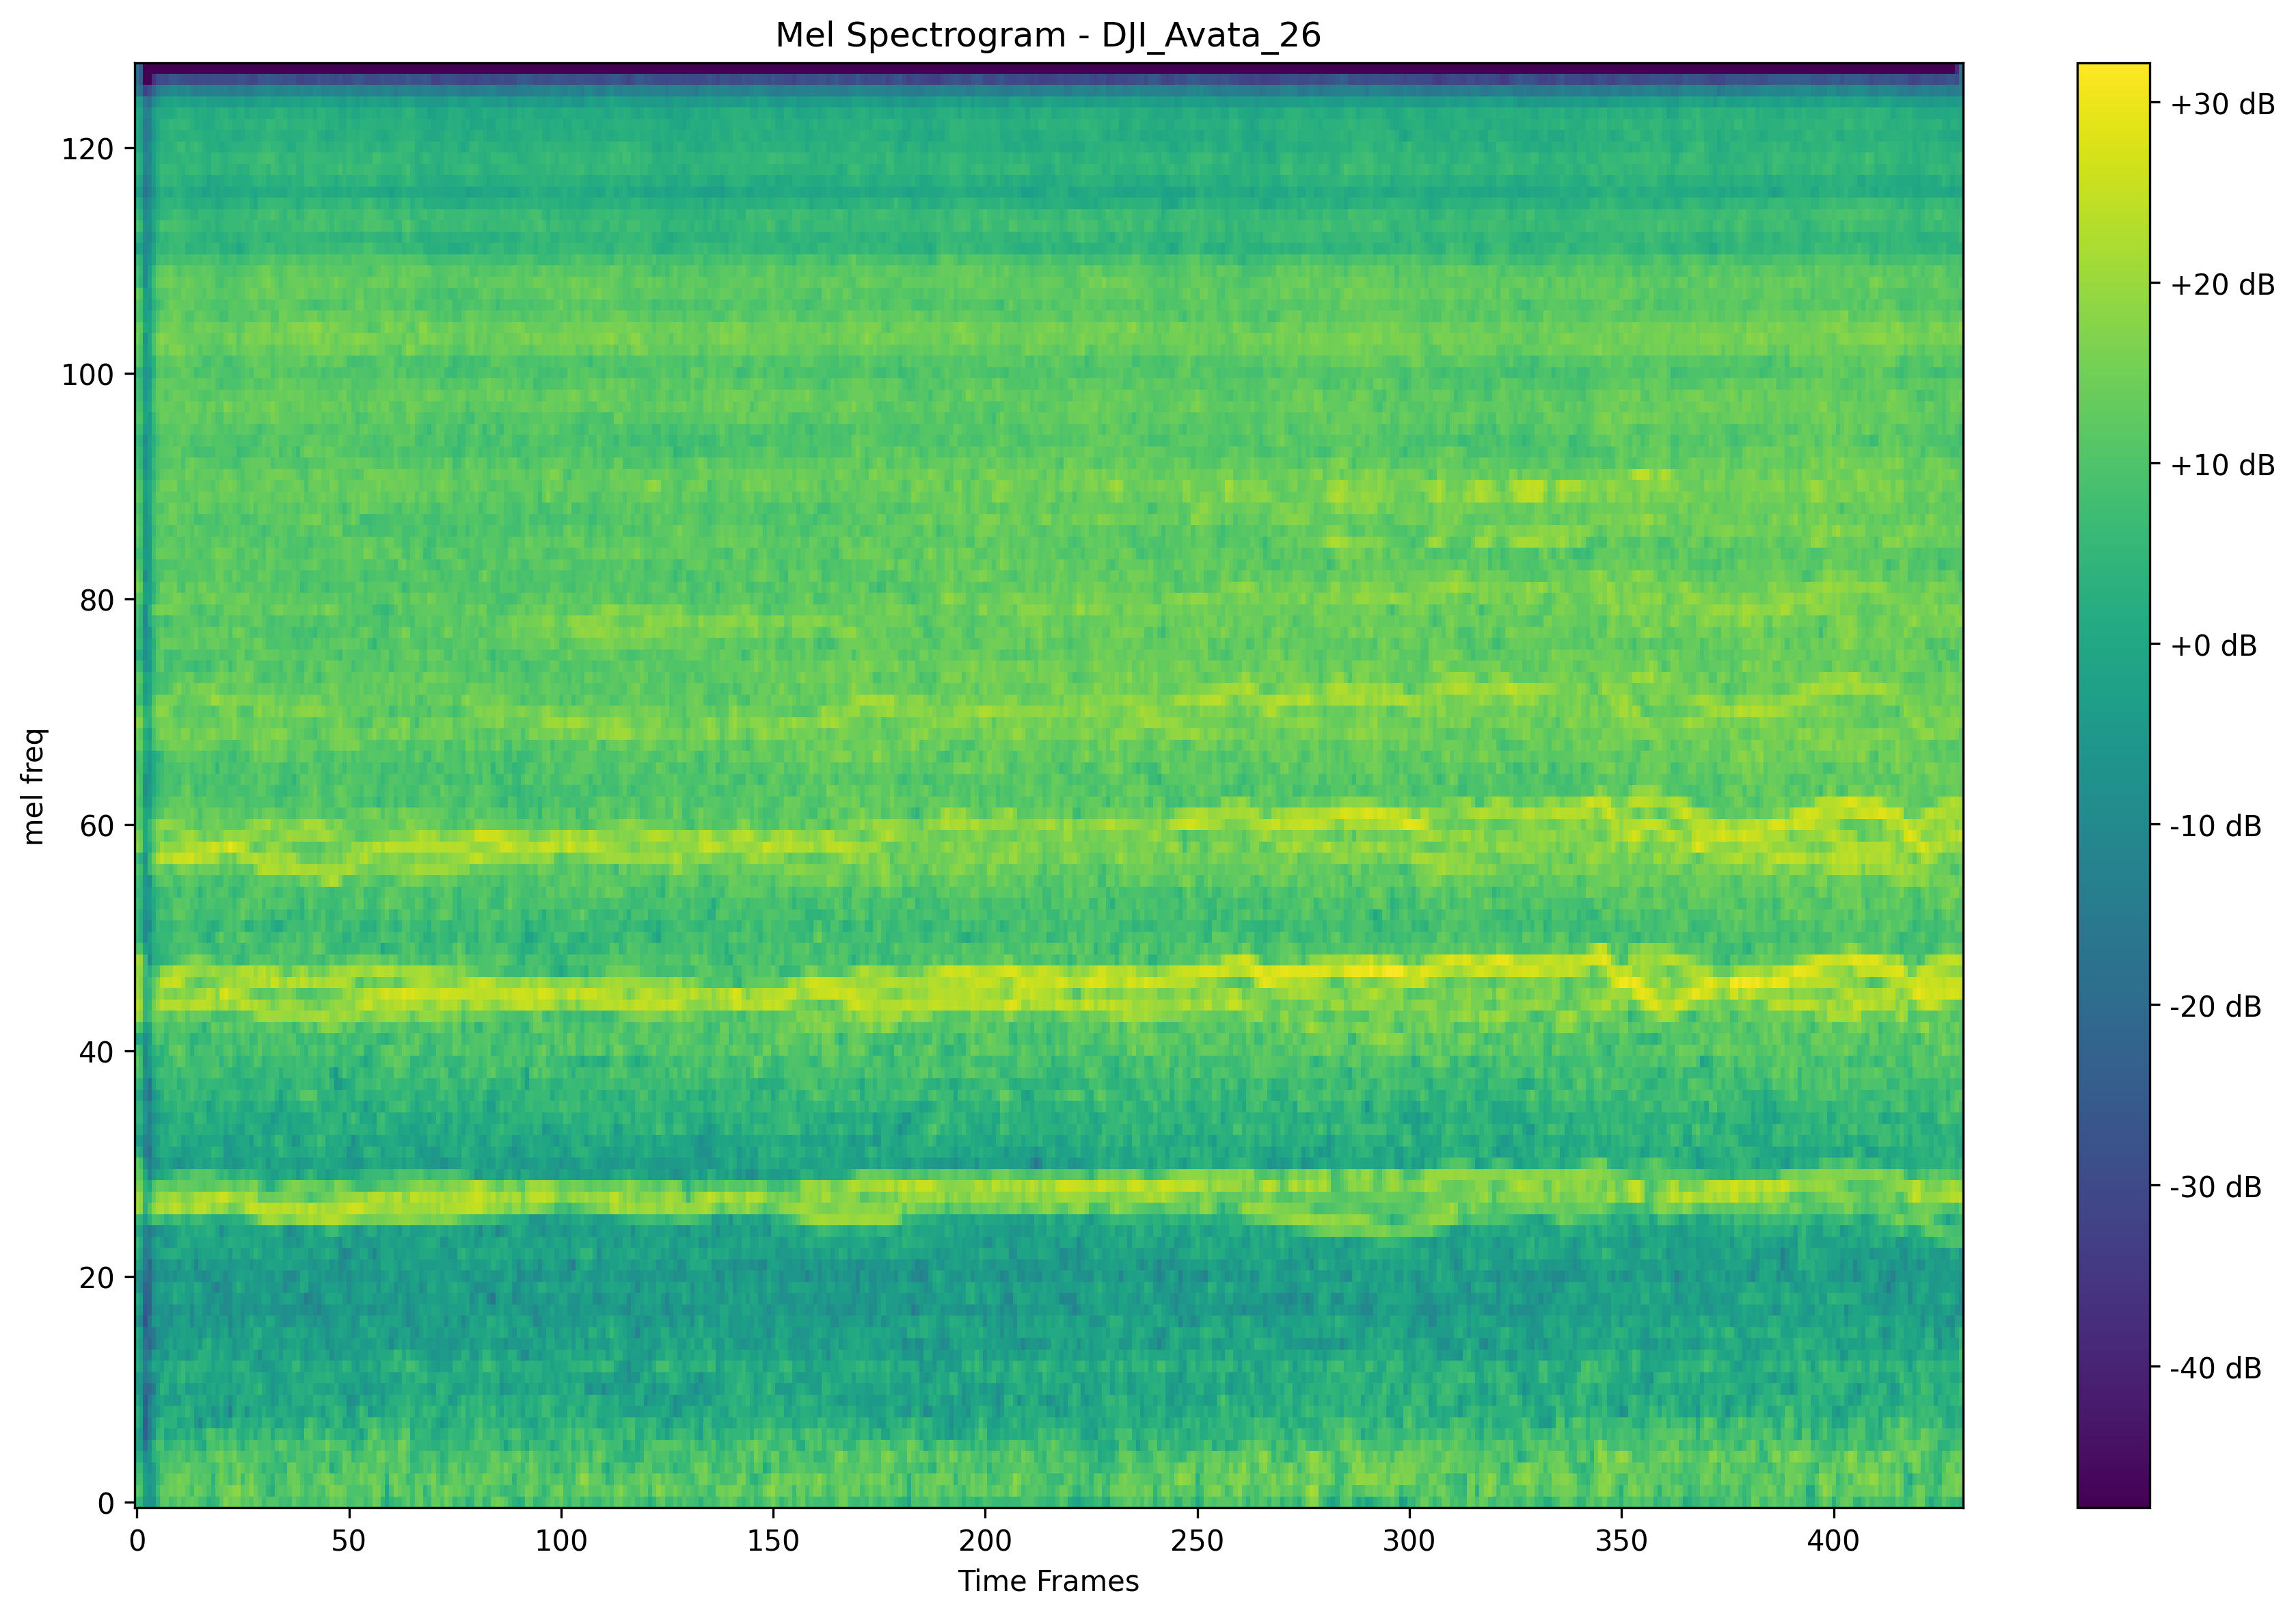 Mel Spectrogram - DJI_Avata_26
mel freq
120
100
80
60
40
20
0
0 50 100 150 200 250 300 350 400
Time Frames
+30 dB
+20 dB
+10 dB
+0 dB
-10 dB
-20 dB
-30 dB
-40 dB